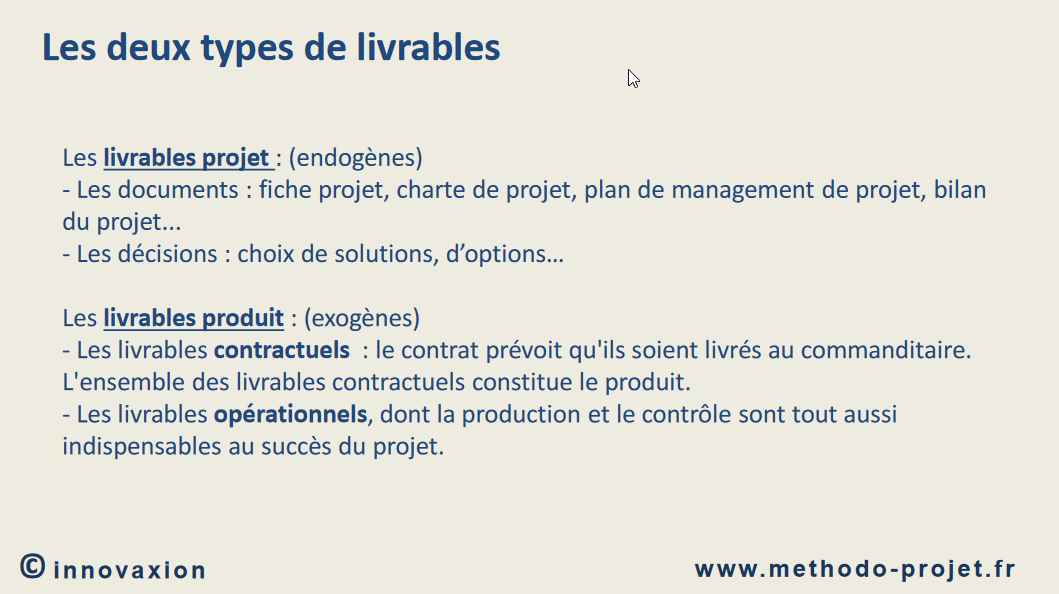 Les deux types de livrables
Les livrables projet : (endogènes)
- Les documents : fiche projet, charte de projet, plan de management de projet, bilan
du projet...
- Les décisions : choix de solutions, d’options...
Les livrables produit : (exogènes)
- Les livrables contractuels  : le contrat prévoit qu'ils soient livrés au commanditaire.
L'ensemble des livrables contractuels constitue le produit.
- Les livrables opérationnels, dont la production et le contrôle sont tout aussi
indispensables au succès du projet.
© innovaxion
www.methodo-projet.fr